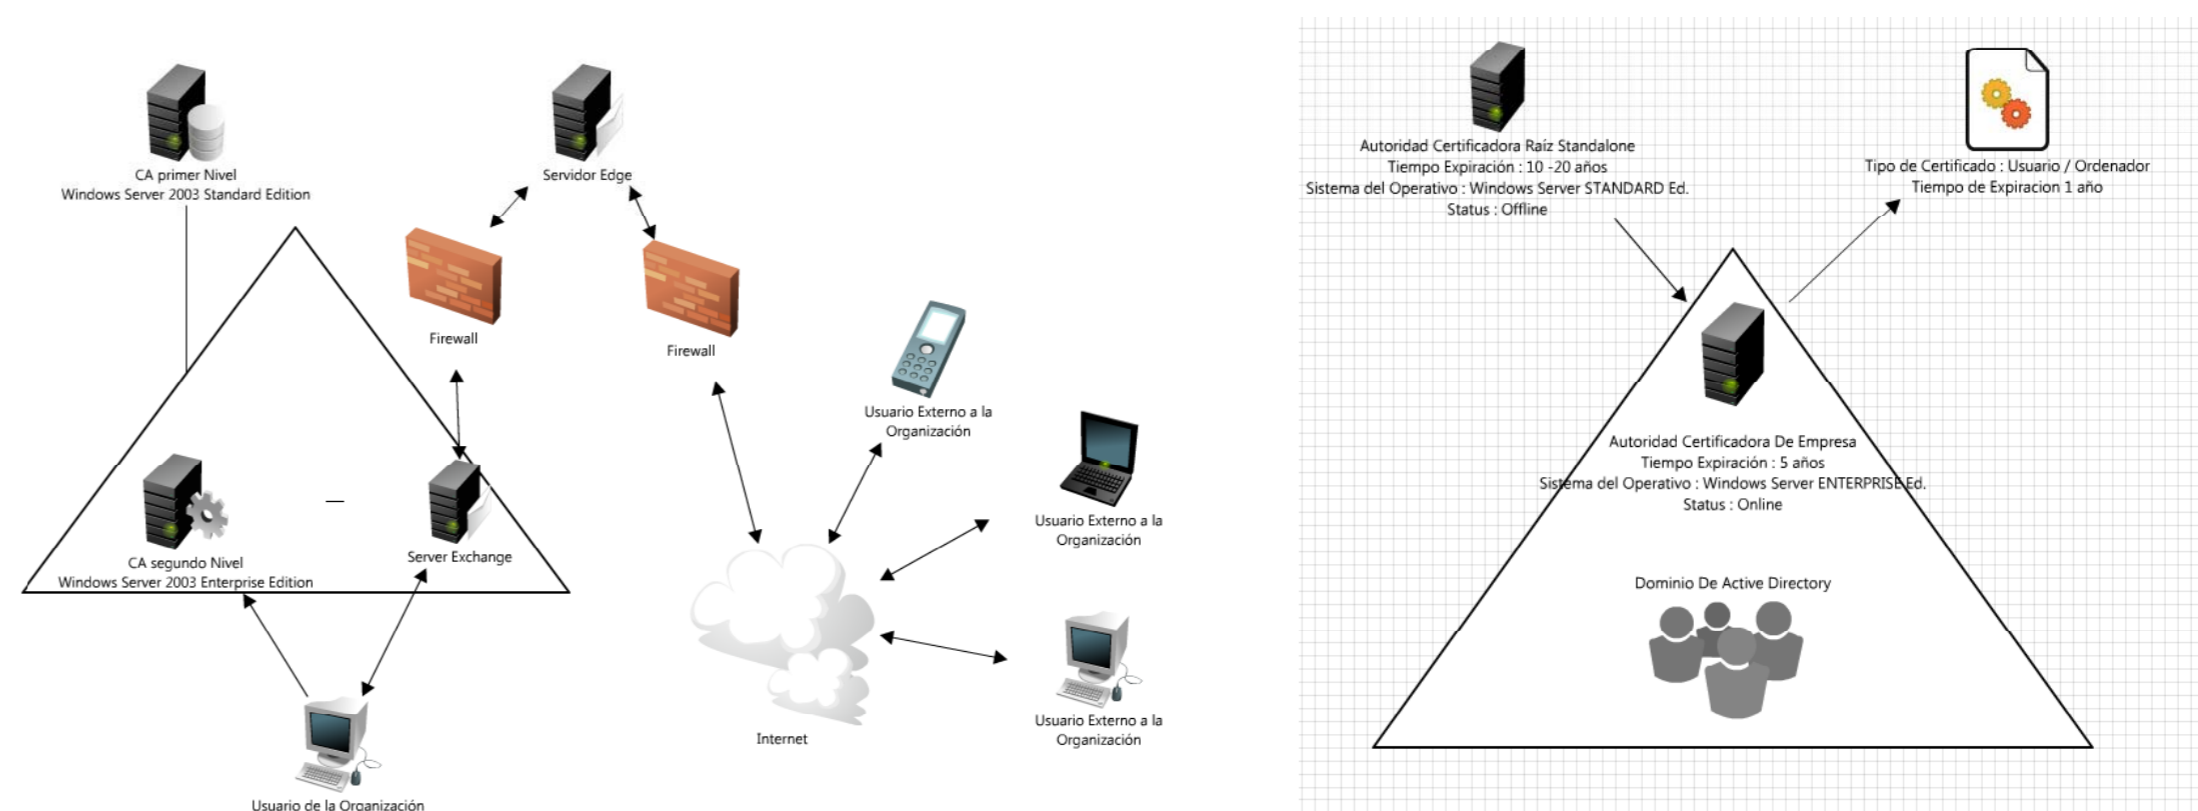 CA primer Nivel
Windows Server 2003 Standard Edition
Servidor Edge
Firewall
Firewall
Usuario Externo a la
Organización
Usuario Externo a la
Organización
CA segundo Nivel
Windows Server 2003 Enterprise Edition
Server Exchange
Usuario Externo a la
Organización
Internet
Usuario de la Organización
Autoridad Certificadora Raíz Standalone
Tiempo Expiración : 10 -20 años
Sistema del Operativo : Windows Server STANDARD Ed.
Status : Offline
Tipo de Certificado : Usuario / Ordenador
Tiempo de Expiracion 1 año
Autoridad Certificadora De Empresa
Tiempo Expiración : 5 años
Sistema del Operativo : Windows Server ENTERPRISE Ed.
Status : Online
Dominio De Active Directory